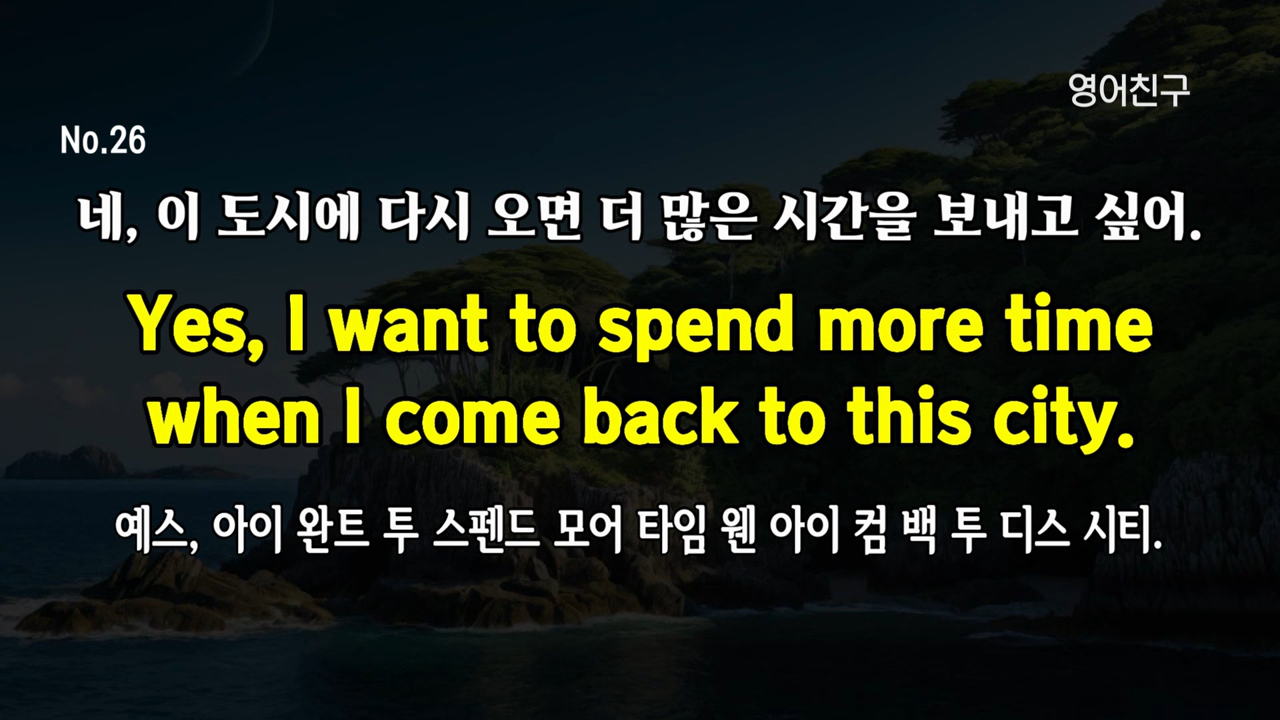 영어친구
No.26
네, 이 도시에 다시 오면 더 많은 시간을 보내고 싶어.
Yes, I want to spend more time
when I come back to this city.
예스, 아이 완트 투 스펜드 모어 타임 웬 아이 컴 백 투 디스 시티.